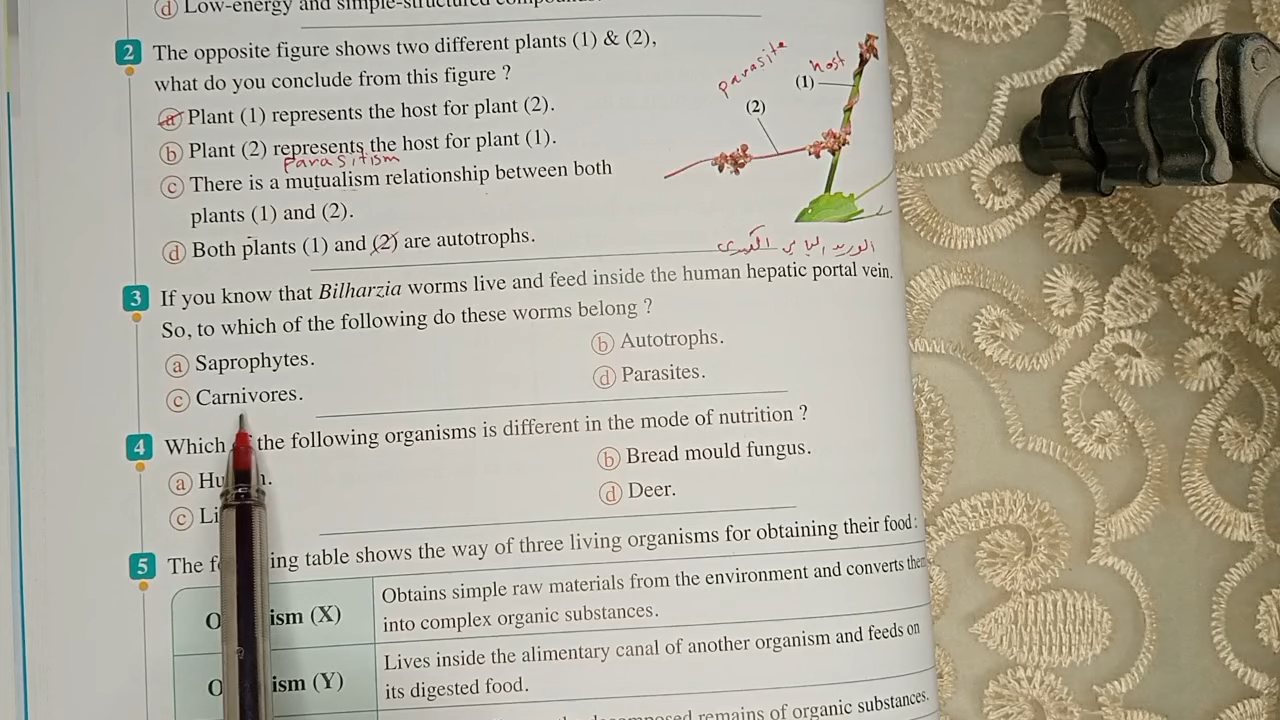 d Low-energy and simple-structured compounds.
2 The opposite figure shows two different plants (1) & (2),
what do you conclude from this figure ?
a Plant (1) represents the host for plant (2).
b Plant (2) represents the host for plant (1).
parasitism
c There is a mutualism relationship between both
plants (1) and (2).
d Both plants (1) and (2) are autotrophs.
parasite
(2)
host
(1)
الوريد البابي الكبدى
3 If you know that Bilharzia worms live and feed inside the human hepatic portal vein.
So, to which of the following do these worms belong ?
a Saprophytes.
b Autotrophs.
c Carnivores.
d Parasites.
4 Which the following organisms is different in the mode of nutrition ?
a Hu n.
b Bread mould fungus.
c Li
d Deer.
5 The f ing table shows the way of three living organisms for obtaining their food:
O ism (X)
Obtains simple raw materials from the environment and converts them
into complex organic substances.
O ism (Y)
Lives inside the alimentary canal of another organism and feeds on
its digested food.
remains of organic substances.